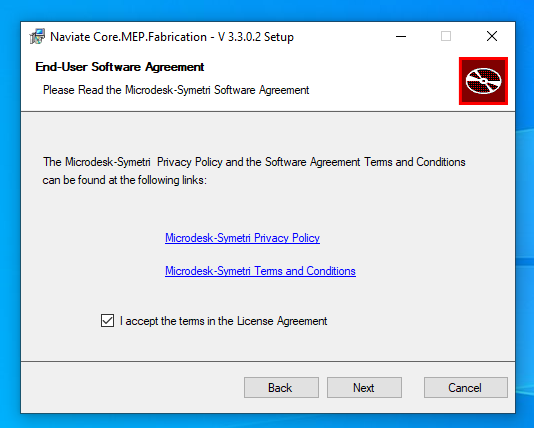 Naviate Core.MEP.Fabrication - V 3.3.0.2 Setup
End-User Software Agreement
Please Read the Microdesk-Symetri Software Agreement
The Microdesk-Symetri  Privacy Policy and the Software Agreement Terms and Conditions
can be found at the following links:
Microdesk-Symetri Privacy Policy
Microdesk-Symetri Terms and Conditions
I accept the terms in the License Agreement
Back
Next
Cancel